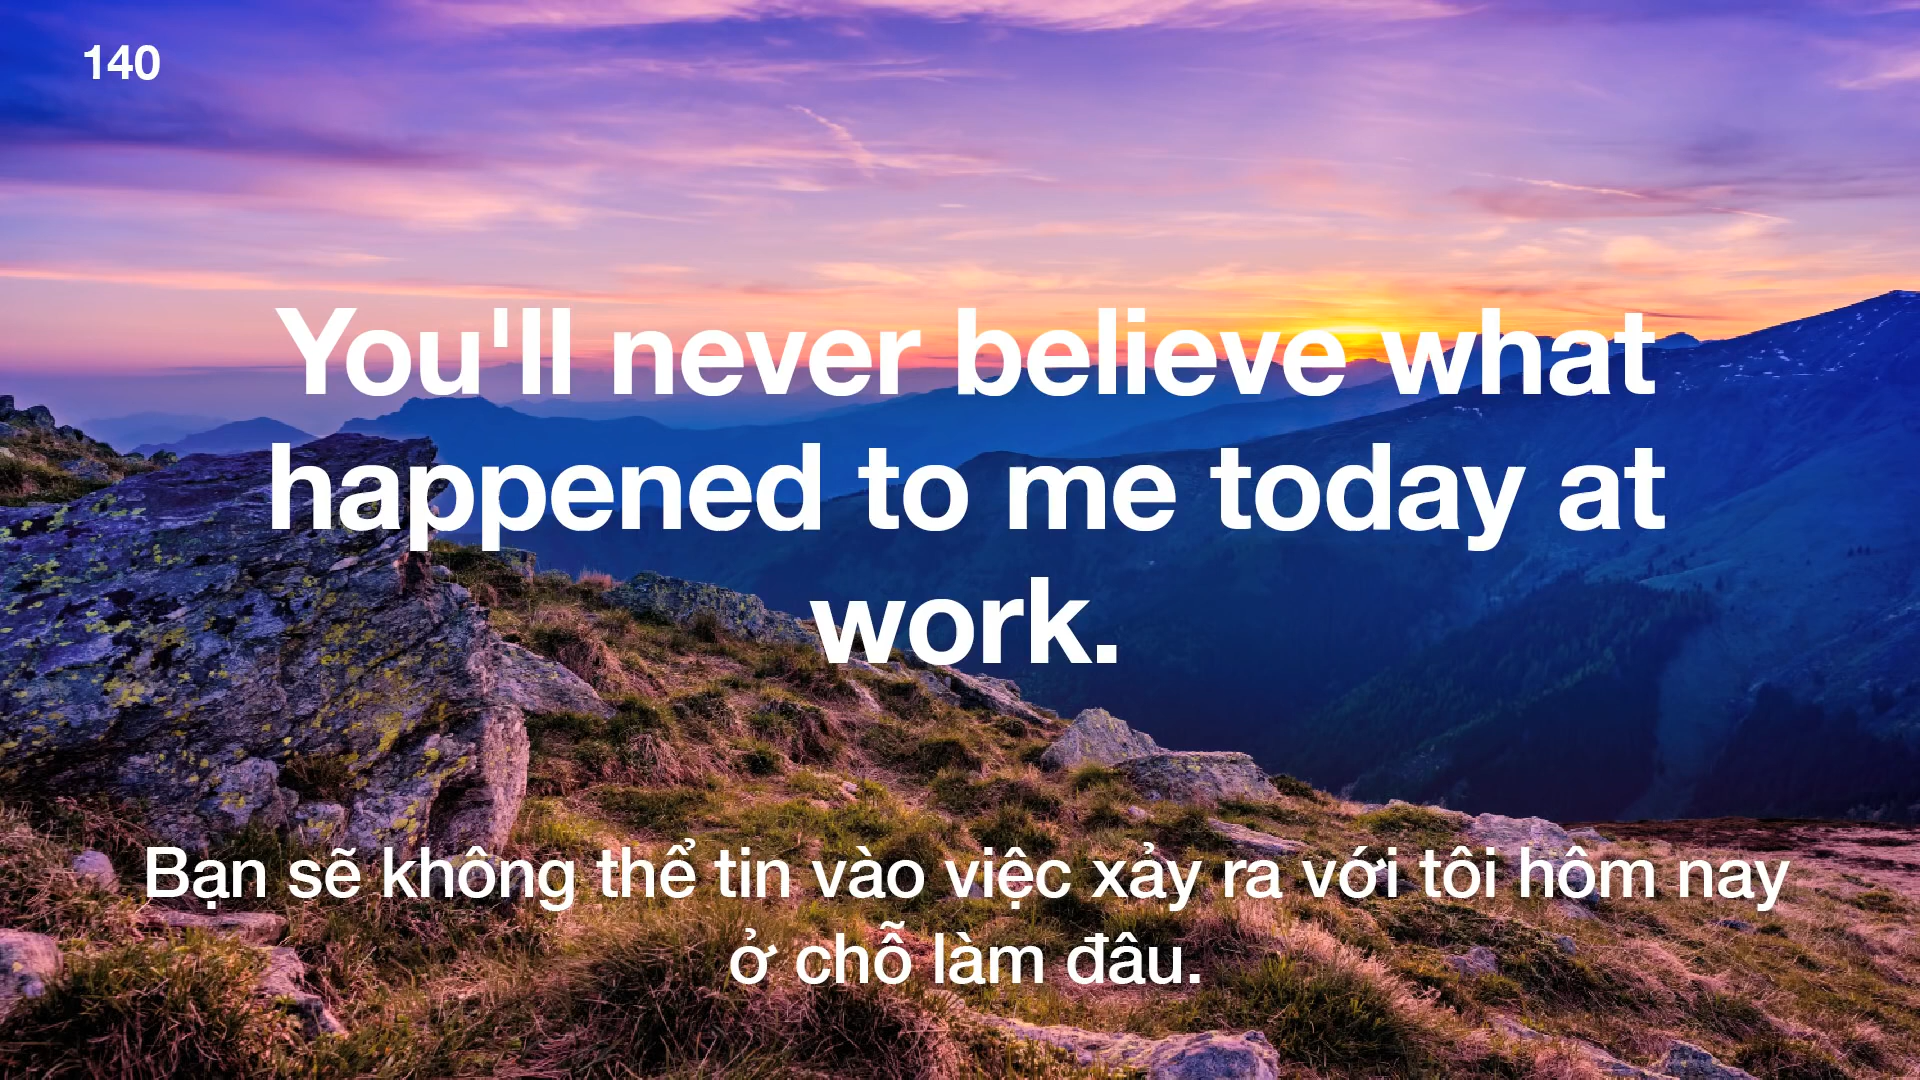 140
You'll never believe what
happened to me today at
work.
Bạn sẽ không thể tin vào việc xảy ra với tôi hôm nay
ở chỗ làm đâu.